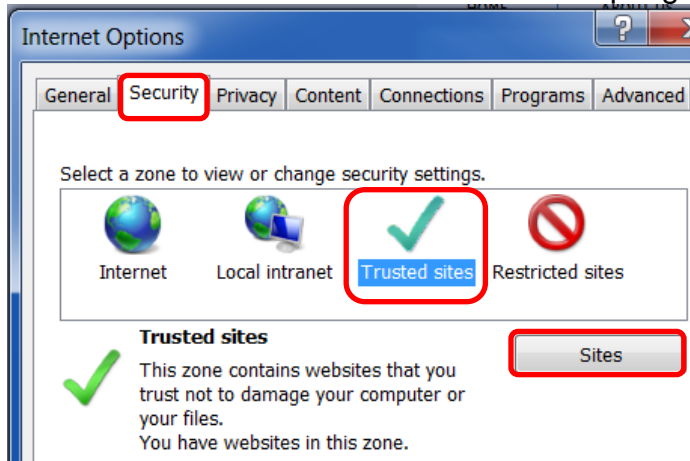 Internet Options
?
General Security Privacy Content Connections Programs Advanced
Select a zone to view or change security settings.
Internet Local intranet Trusted sites Restricted sites
Trusted sites
Sites
This zone contains websites that you
trust not to damage your computer or
your files.
You have websites in this zone.